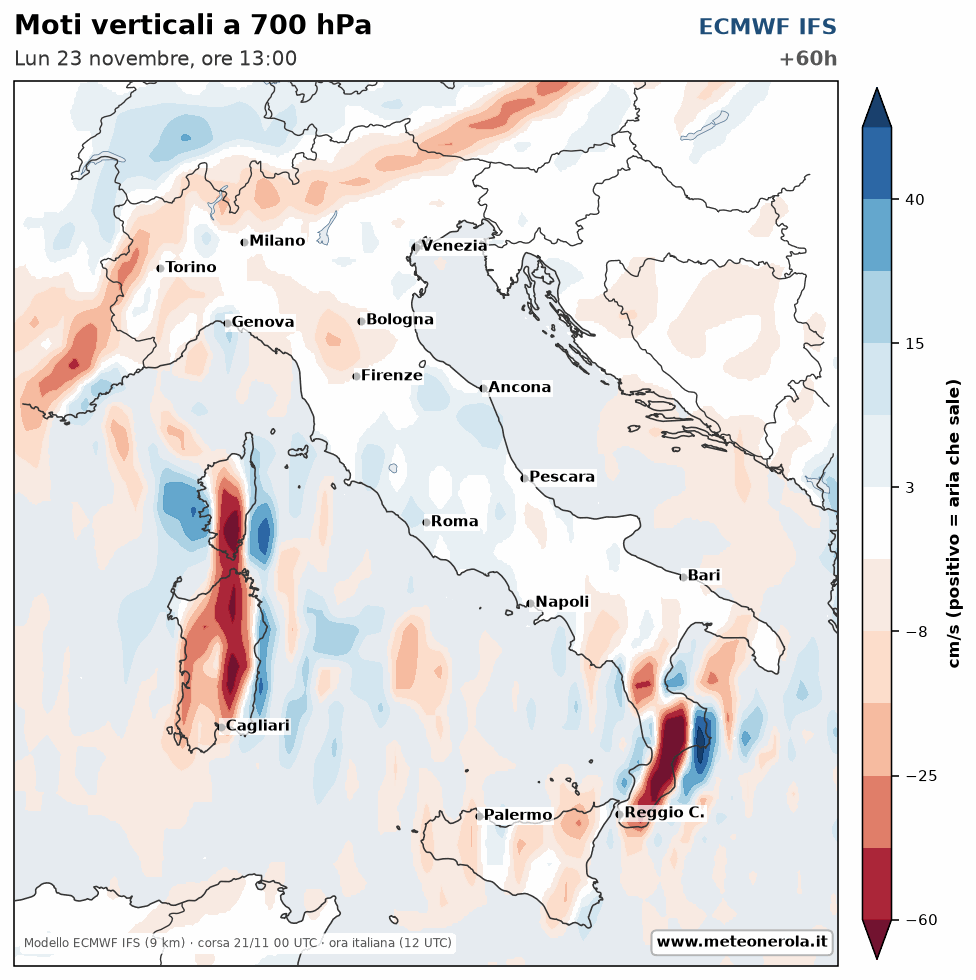 Moti verticali a 700 hPa
ECMWF IFS
Lun 23 novembre, ore 13:00
+60h
Milano
Venezia
Torino
Genova
Bologna
Firenze
Ancona
Pescara
Roma
Bari
Napoli
Cagliari
Palermo
Reggio C.
40
15
3
−8
−25
−60
cm/s (positivo = aria che sale)
Modello ECMWF IFS (9 km) · corsa 21/11 00 UTC · ora italiana (12 UTC)
www.meteonerola.it